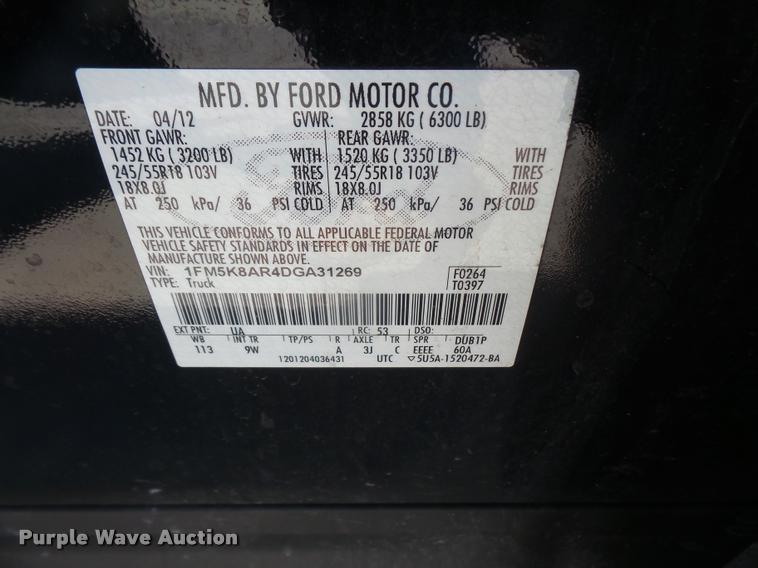 MFD. BY FORD MOTOR CO.
DATE: 04/12 GVWR: 2858 KG ( 6300 LB)
FRONT GAWR: REAR GAWR:
1452 KG ( 3200 LB) WITH 1520 KG ( 3350 LB) WITH
245/55R18 103V TIRES 245/55R18 103V TIRES
18X8.0J RIMS 18X8.0J RIMS
AT 250 kPa/ 36 PSI COLD AT 250 kPa/ 36 PSI COLD
THIS VEHICLE CONFORMS TO ALL APPLICABLE FEDERAL MOTOR
VEHICLE SAFETY STANDARDS IN EFFECT ON THE DATE OF
MANUFACTURE SHOWN ABOVE.
VIN: 1FM5K8AR4DGA31269 F0264
TYPE: Truck T0397
EXT PNT: UA RC: 53 DSO:
WB INT TR TP/PS R AXLE TR SPR DUB1P
113 9W A 3J C EEEE 60A
1201204036431 UTC ▽5U5A-1520472-BA
Purple Wave Auction